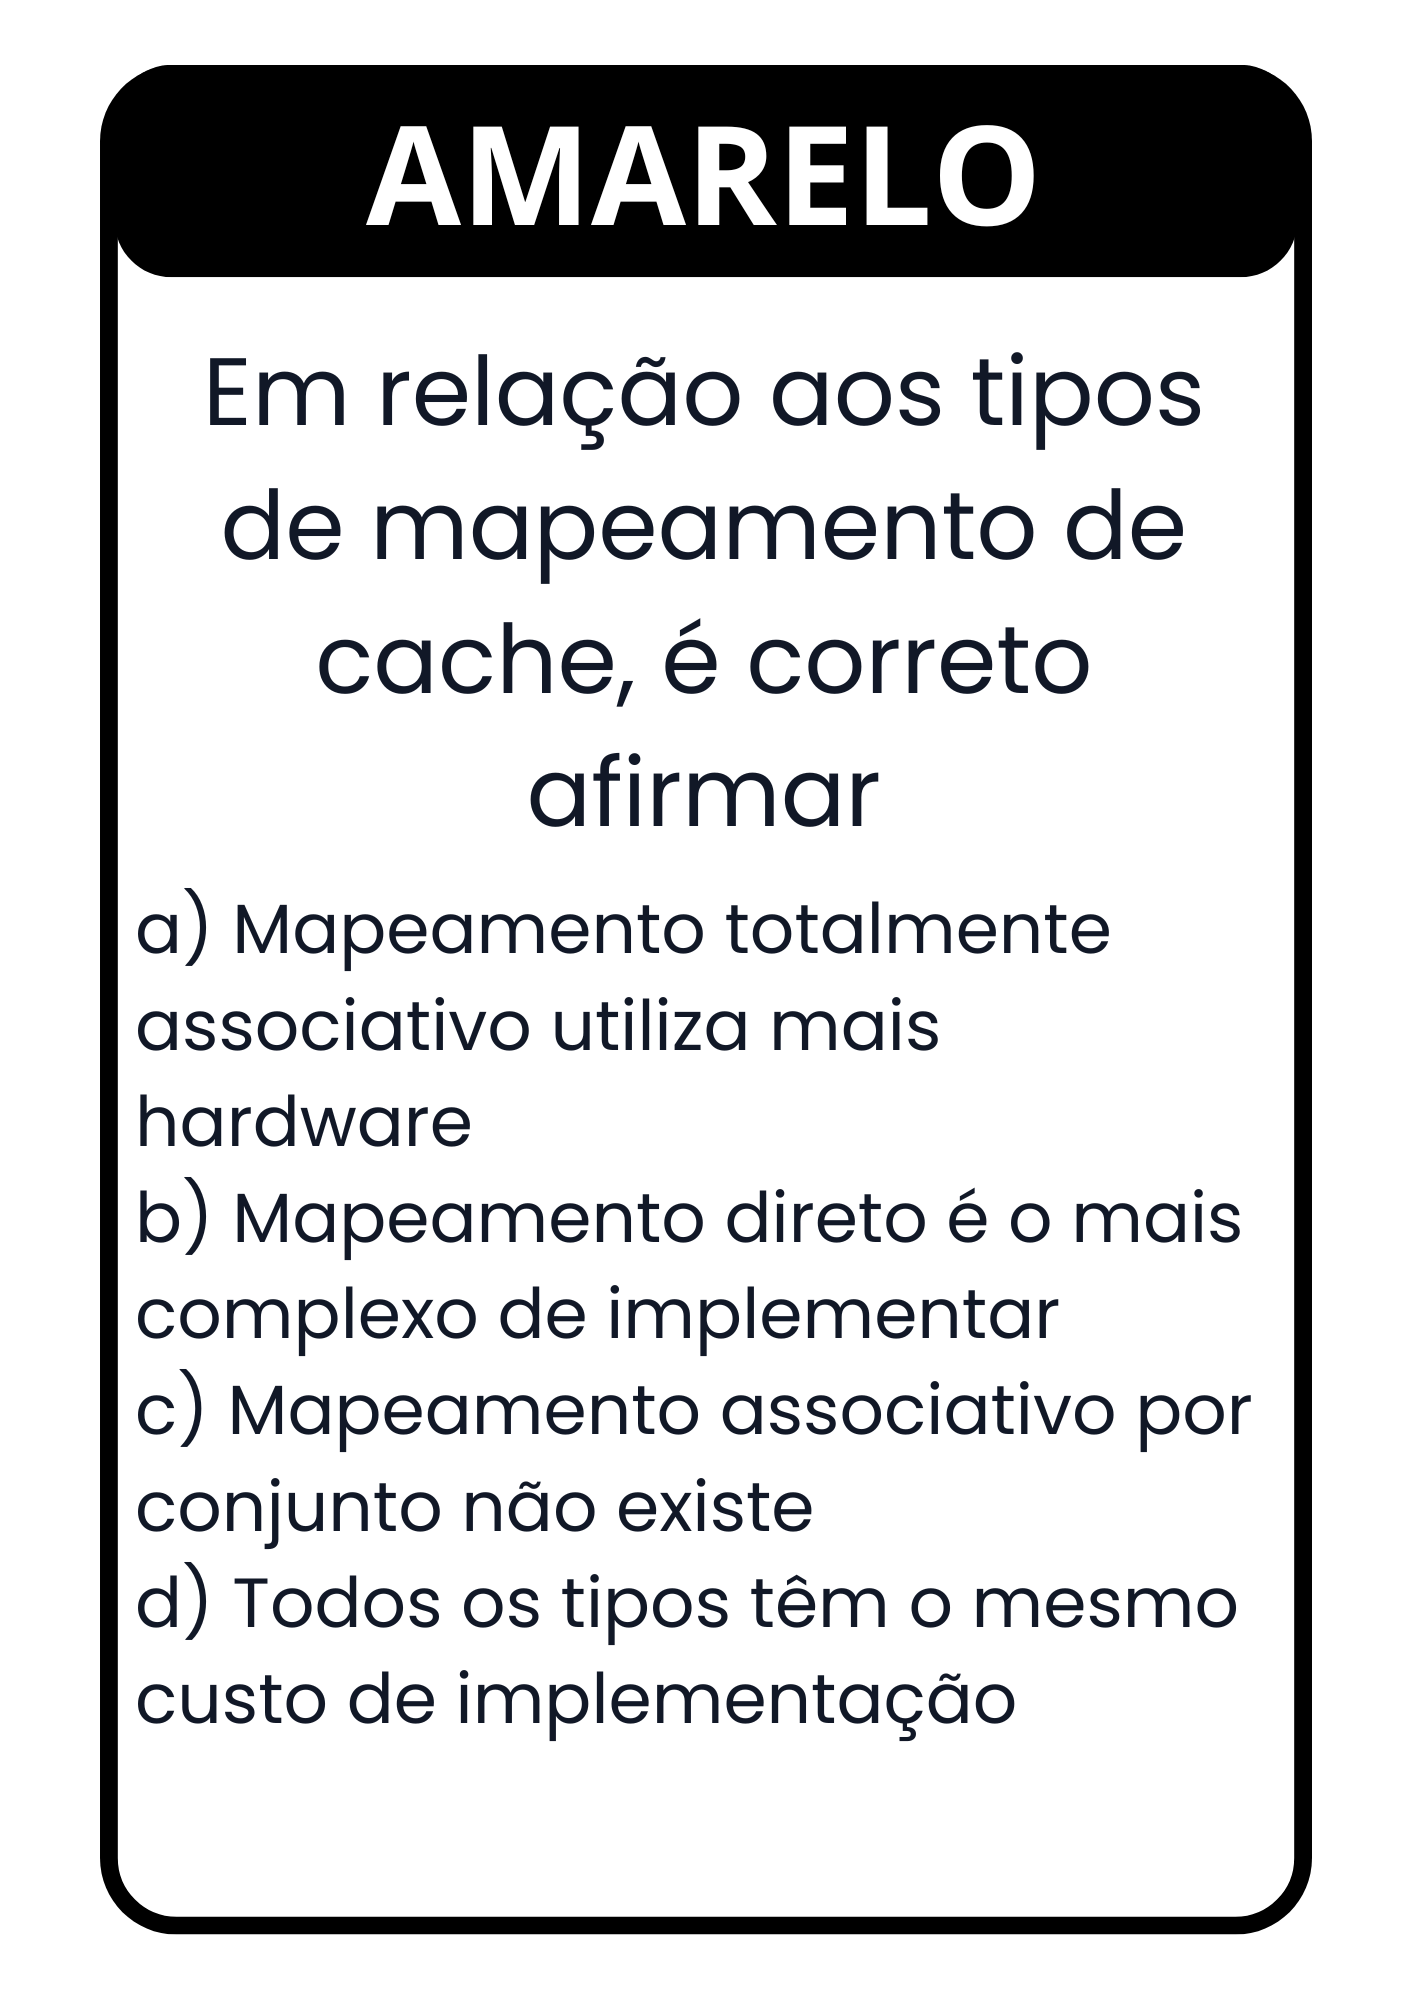 AMARELO
Em relação aos tipos
de mapeamento de
cache, é correto
afirmar
a) Mapeamento totalmente
associativo utiliza mais
hardware
b) Mapeamento direto é o mais
complexo de implementar
c) Mapeamento associativo por
conjunto não existe
d) Todos os tipos têm o mesmo
custo de implementação